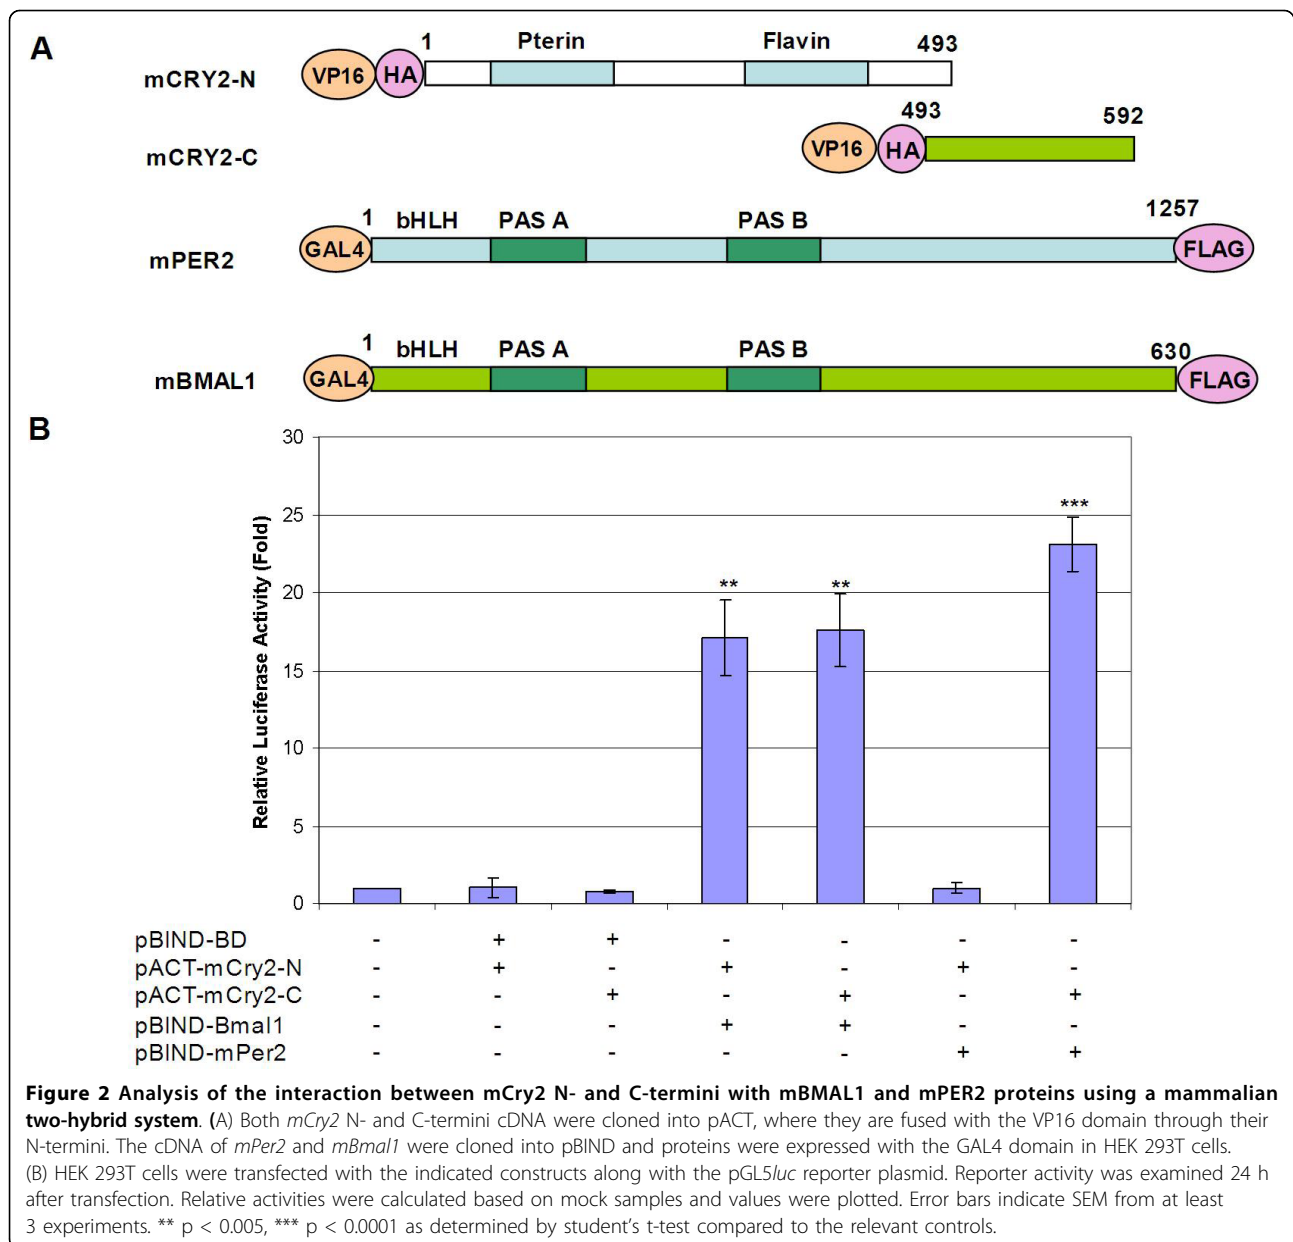 A
1 Pterin Flavin 493
mCRY2-N VP16 HA
493 592
mCRY2-C VP16 HA
1 bHLH PAS A PAS B 1257
mPER2 GAL4 FLAG
1 bHLH PAS A PAS B 630
mBMAL1 GAL4 FLAG
B
Relative Luciferase Activity (Fold)
30
25
20
15
10
5
0
** ** ***
pBIND-BD - + + - - - -
pACT-mCry2-N - + - + - + -
pACT-mCry2-C - - + - + - +
pBIND-Bmal1 - - - + + - -
pBIND-mPer2 - - - - - + +
Figure 2 Analysis of the interaction between mCry2 N- and C-termini with mBMAL1 and mPER2 proteins using a mammalian
two-hybrid system. (A) Both mCry2 N- and C-termini cDNA were cloned into pACT, where they are fused with the VP16 domain through their
N-termini. The cDNA of mPer2 and mBmal1 were cloned into pBIND and proteins were expressed with the GAL4 domain in HEK 293T cells.
(B) HEK 293T cells were transfected with the indicated constructs along with the pGL5luc reporter plasmid. Reporter activity was examined 24 h
after transfection. Relative activities were calculated based on mock samples and values were plotted. Error bars indicate SEM from at least
3 experiments. ** p < 0.005, *** p < 0.0001 as determined by student's t-test compared to the relevant controls.